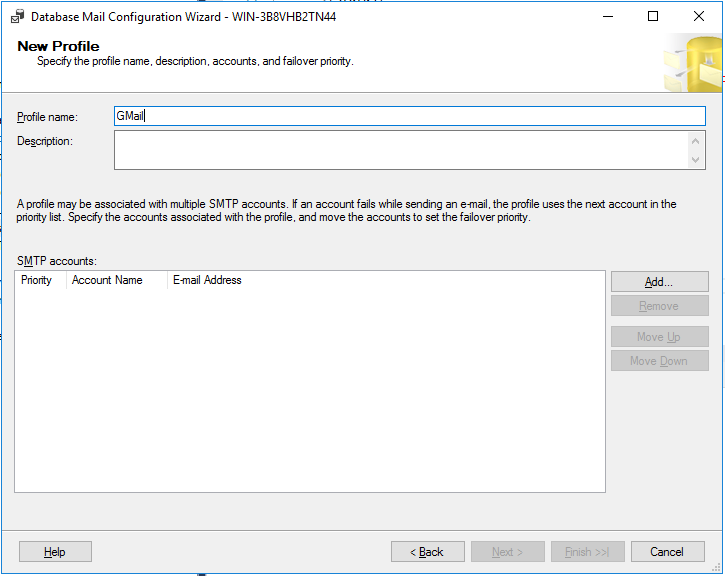 Database Mail Configuration Wizard - WIN-3B8VHB2TN44
New Profile
Specify the profile name, description, accounts, and failover priority.
Profile name:
GMail
Description:
A profile may be associated with multiple SMTP accounts. If an account fails while sending an e-mail, the profile uses the next account in the
priority list. Specify the accounts associated with the profile, and move the accounts to set the failover priority.
SMTP accounts:
Priority Account Name E-mail Address
Add...
Remove
Move Up
Move Down
Help
< Back
Next >
Finish >>|
Cancel